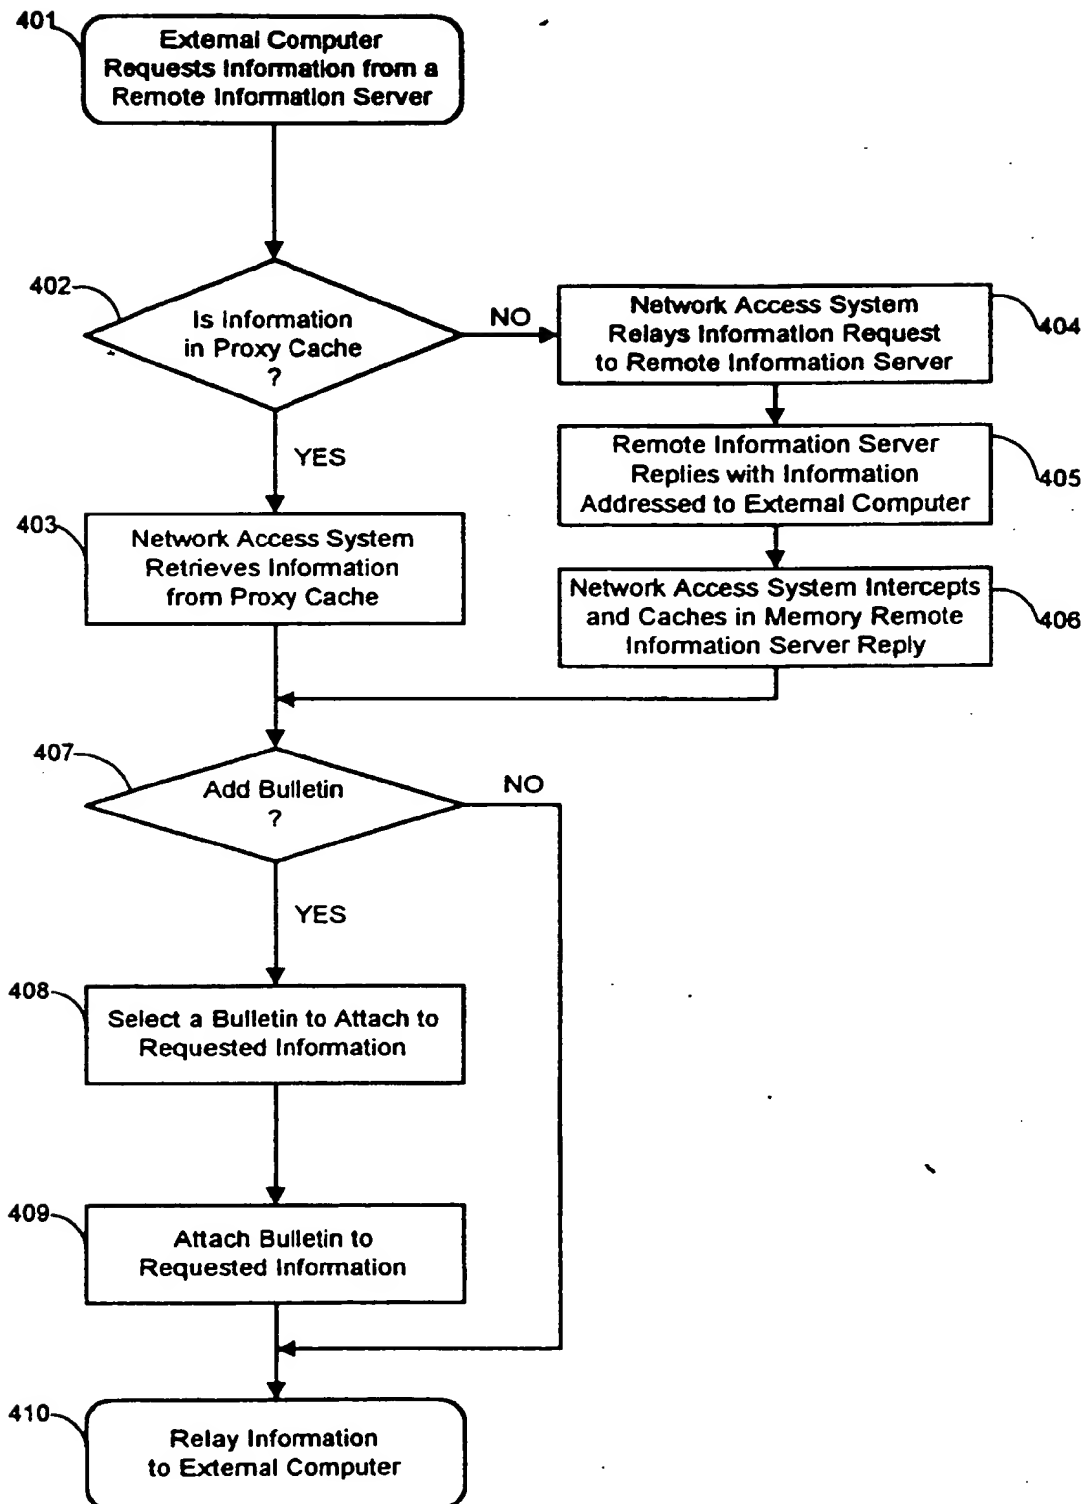 401
External Computer
Requests Information from a
Remote Information Server
402
Is Information
in Proxy Cache
?
NO
Network Access System
Relays Information Request
to Remote Information Server
404
YES
Remote Information Server
Replies with Information
Addressed to External Computer
405
403
Network Access System
Retrieves Information
from Proxy Cache
Network Access System Intercepts
and Caches in Memory Remote
Information Server Reply
406
407
Add Bulletin
?
NO
YES
408
Select a Bulletin to Attach to
Requested Information
409
Attach Bulletin to
Requested Information
410
Relay Information
to External Computer